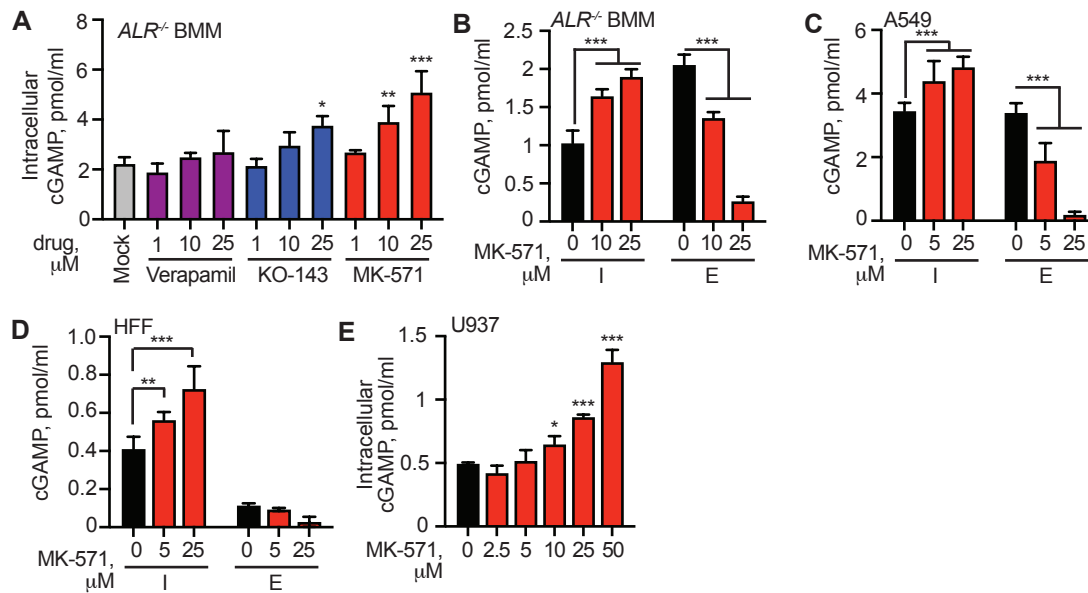 A
ALR-/- BMM
Intracellular
cGAMP, pmol/ml
8
6
4
2
0
*
**
***
drug,
μM
Mock
1 10 25 1 10 25 1 10 25
Verapamil KO-143 MK-571
B
ALR-/- BMM
cGAMP, pmol/ml
2.5
2
1.5
1
0.5
0
*** ***
0 10 25 0 10 25
MK-571,
μM
I E
C
A549
cGAMP, pmol/ml
6
4
2
0
***
***
0 5 25 0 5 25
MK-571,
μM
I E
D
HFF
cGAMP, pmol/ml
1.0
0.8
0.6
0.4
0.2
0
***
**
0 5 25 0 5 25
MK-571,
μM
I E
E
U937
Intracellular
cGAMP, pmol/ml
1.5
1
0.5
0
*
***
***
MK-571,
μM
0 2.5 5 10 25 50